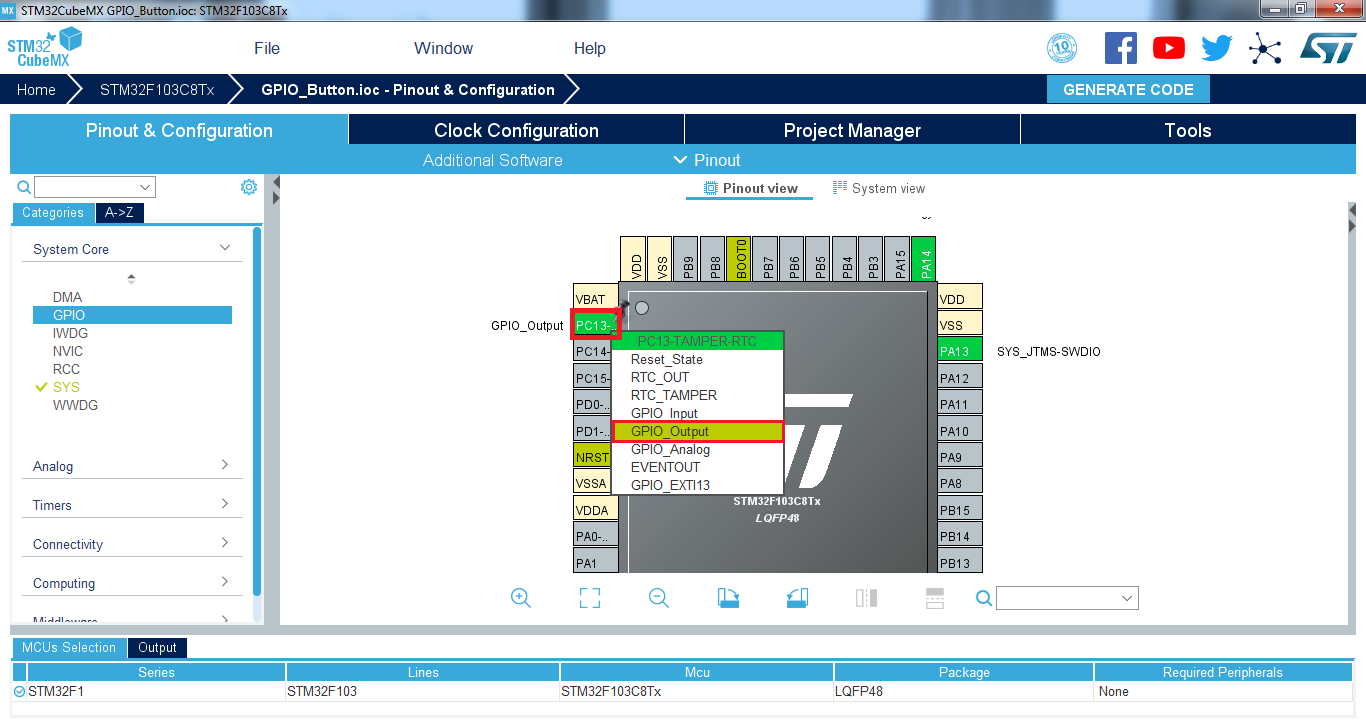 MX STM32CubeMX GPIO_Button.ioc: STM32F103C8Tx
STM32
CubeMX
File Window Help
10
Home STM32F103C8Tx GPIO_Button.ioc - Pinout & Configuration GENERATE CODE
Pinout & Configuration Clock Configuration Project Manager Tools
Additional Software Pinout
Pinout view System view
Categories A->Z
System Core
DMA
GPIO
IWDG
NVIC
RCC
SYS
WWDG
Analog
Timers
Connectivity
Computing
Middleware
VDD VSS PB9 PB8 BOOT0 PB7 PB6 PB5 PB4 PB3 PA15 PA14
VBAT
GPIO_Output PC13-..
PC14-
PC15-
PD0-..
PD1-..
NRST
VSSA
VDDA
PA0-..
PA1
PC13-TAMPER-RTC
Reset_State
RTC_OUT
RTC_TAMPER
GPIO_Input
GPIO_Output
GPIO_Analog
EVENTOUT
GPIO_EXTI13
STM32F103C8Tx
LQFP48
VDD
VSS
PA13 SYS_JTMS-SWDIO
PA12
PA11
PA10
PA9
PA8
PB15
PB14
PB13
MCUs Selection Output
Series Lines Mcu Package Required Peripherals
STM32F1 STM32F103 STM32F103C8Tx LQFP48 None